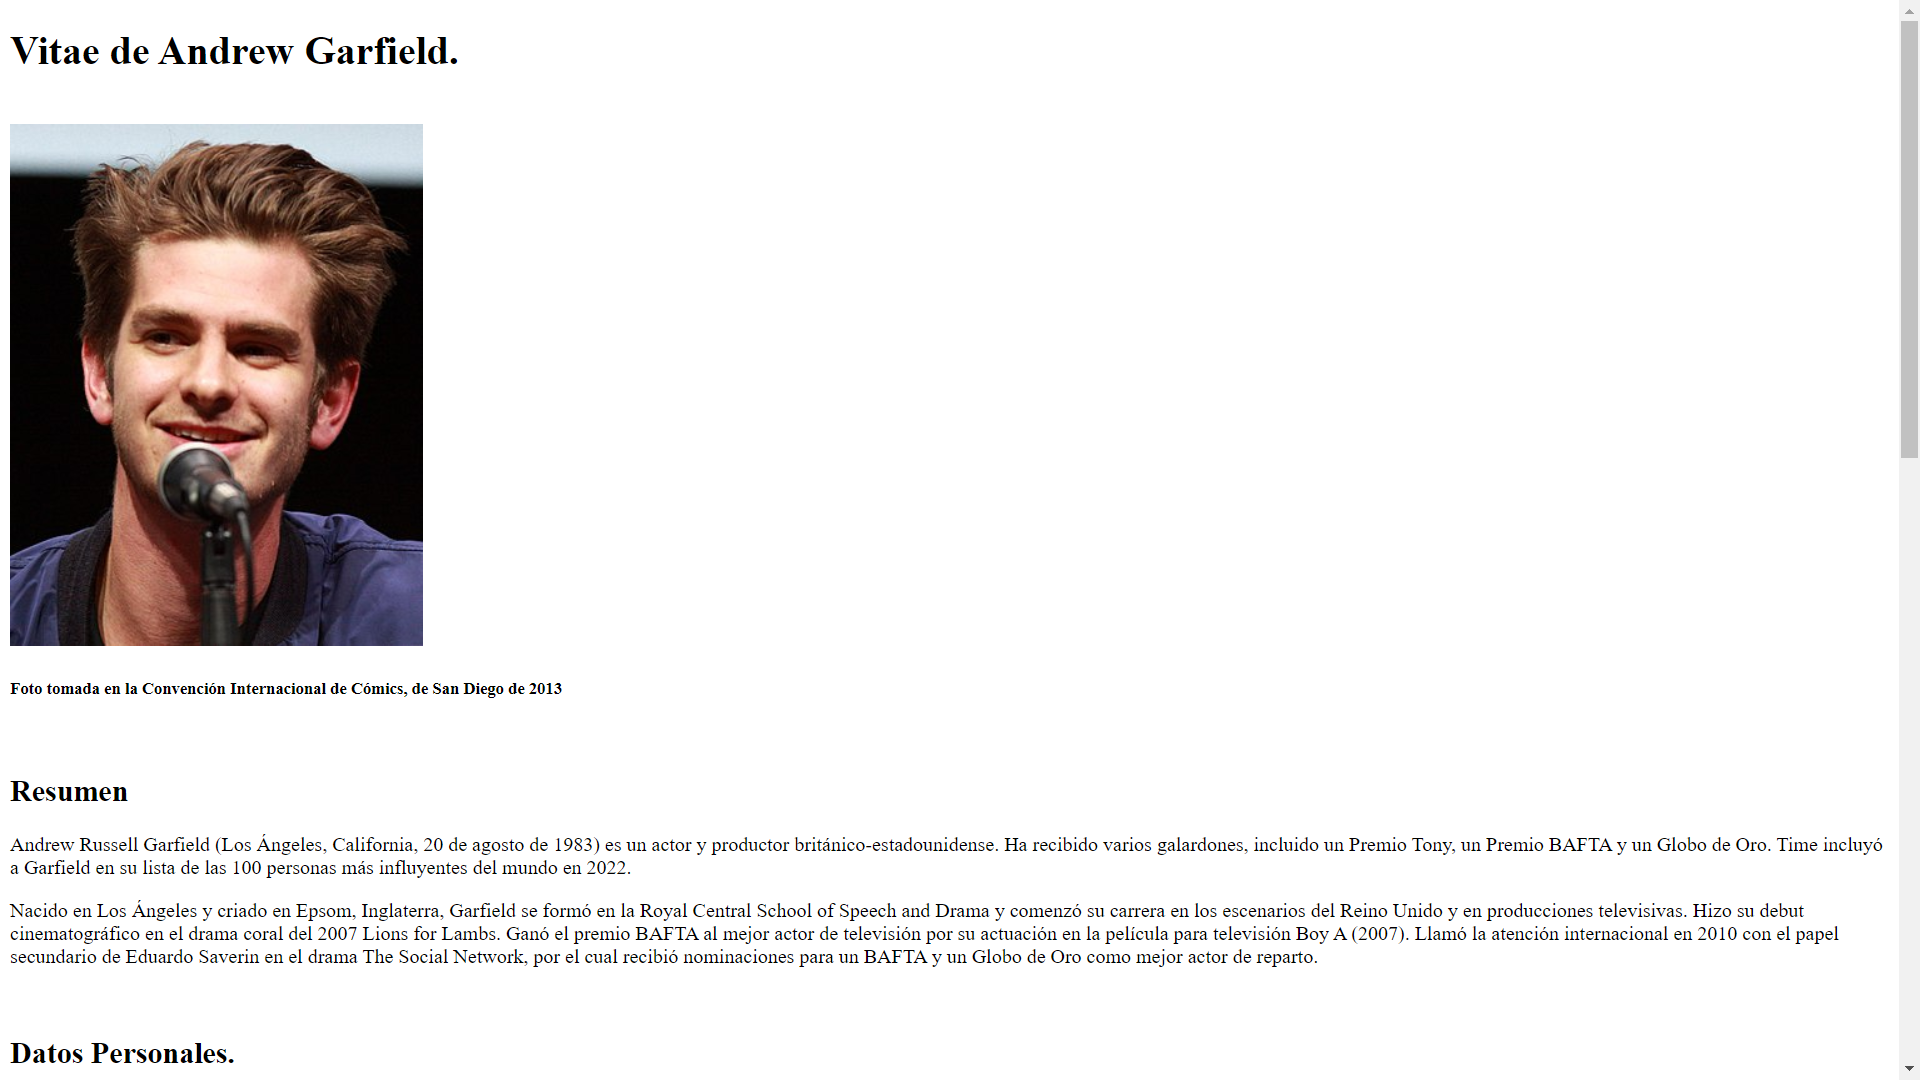 Vitae de Andrew Garfield.
Foto tomada en la Convención Internacional de Cómics, de San Diego de 2013
Resumen
Andrew Russell Garfield (Los Ángeles, California, 20 de agosto de 1983) es un actor y productor británico-estadounidense. Ha recibido varios galardones, incluido un Premio Tony, un Premio BAFTA y un Globo de Oro. Time incluyó
a Garfield en su lista de las 100 personas más influyentes del mundo en 2022.
Nacido en Los Ángeles y criado en Epsom, Inglaterra, Garfield se formó en la Royal Central School of Speech and Drama y comenzó su carrera en los escenarios del Reino Unido y en producciones televisivas. Hizo su debut
cinematográfico en el drama coral del 2007 Lions for Lambs. Ganó el premio BAFTA al mejor actor de televisión por su actuación en la película para televisión Boy A (2007). Llamó la atención internacional en 2010 con el papel
secundario de Eduardo Saverin en el drama The Social Network, por el cual recibió nominaciones para un BAFTA y un Globo de Oro como mejor actor de reparto.
Datos Personales.